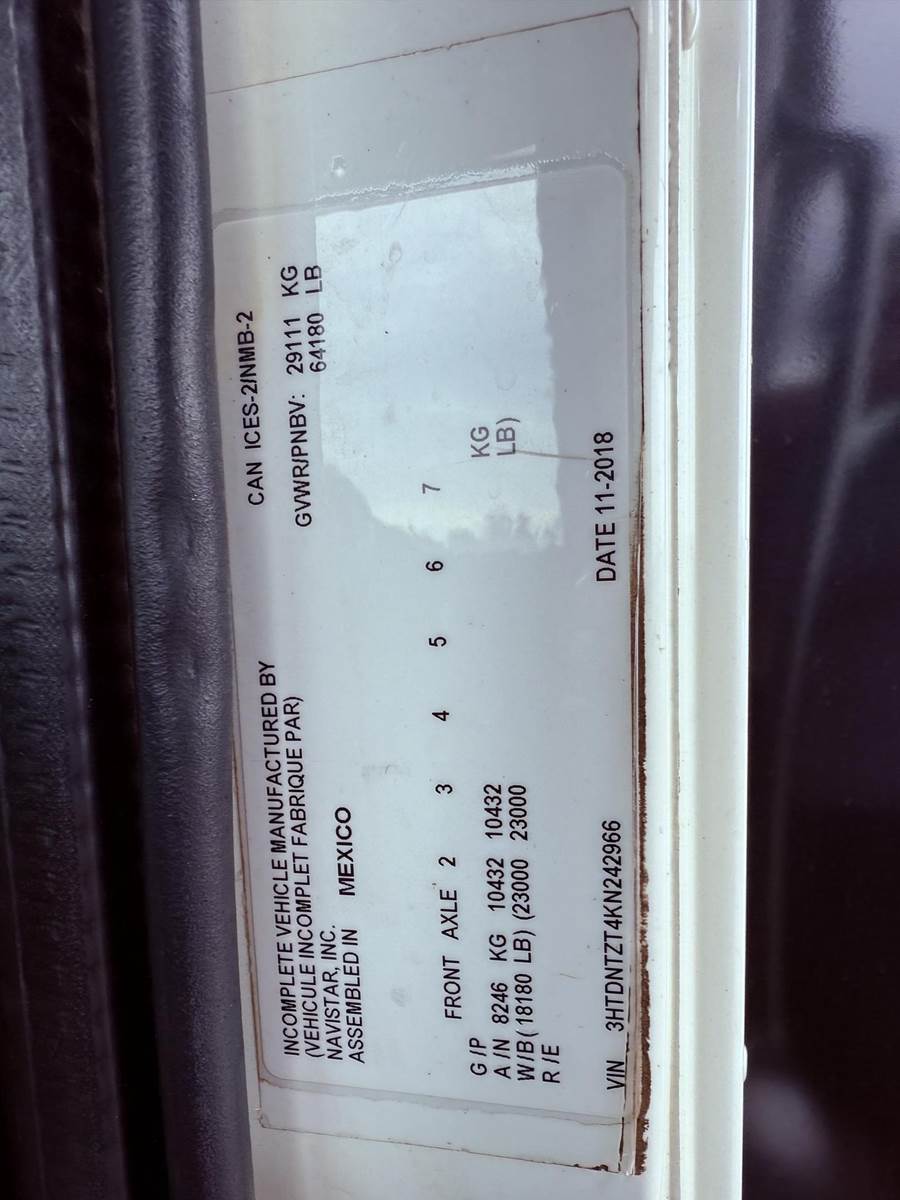 CAN ICES-2/NMB-2
INCOMPLETE VEHICLE MANUFACTURED BY
(VEHICULE INCOMPLET FABRIQUE PAR)
GVWR/PNBV: 29111 KG
64180 LB
NAVISTAR, INC.
ASSEMBLED IN MEXICO
FRONT AXLE 2 3 4 5 6 7
G/P
A/N 8246 KG 10432 10432 KG
W/B (18180 LB) (23000 23000 LB)
R/E
VIN 3HTDNTZT4KN242966 DATE 11-2018